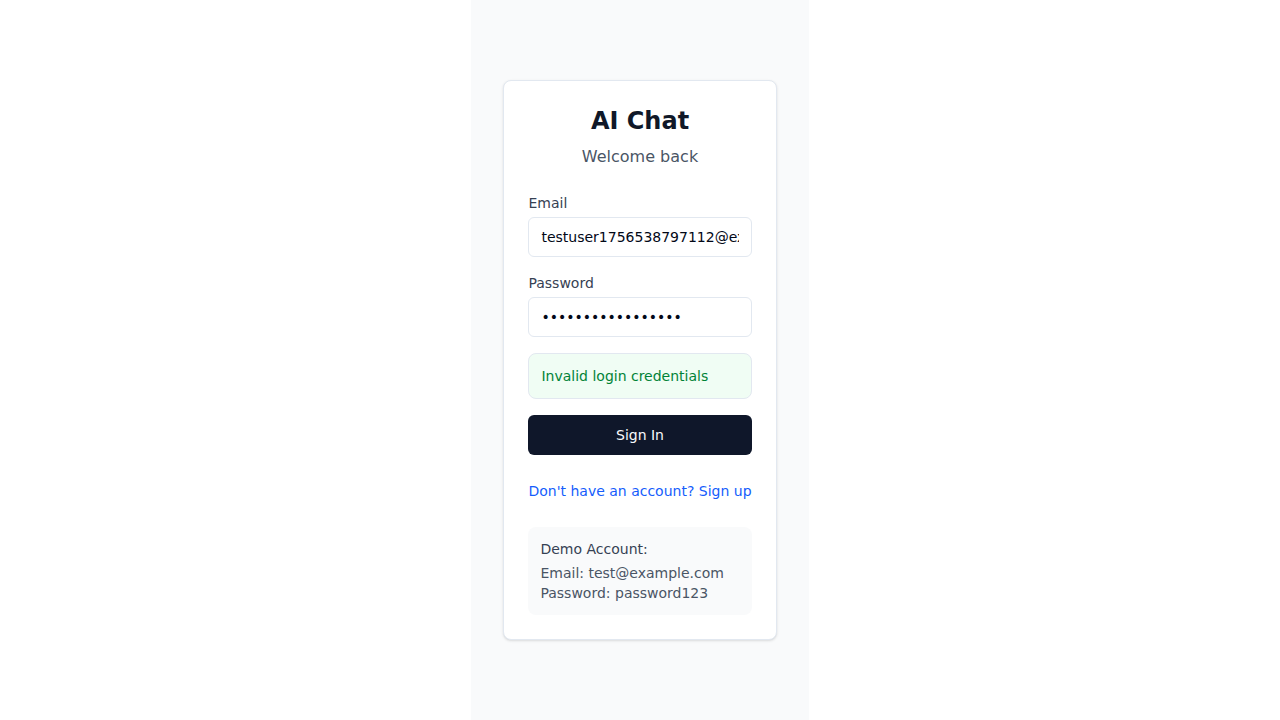 AI Chat
Welcome back
Email
testuser1756538797112@e
Password
•••••••••••••••••
Invalid login credentials
Sign In
Don't have an account? Sign up
Demo Account:
Email: test@example.com
Password: password123